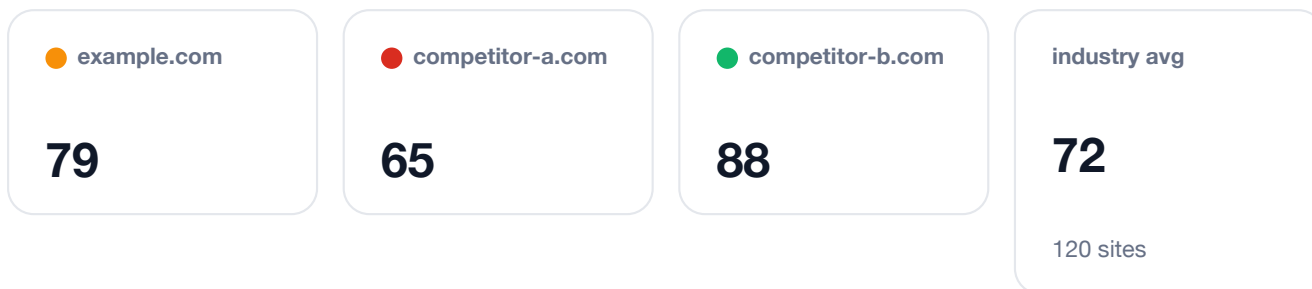 example.com
79
competitor-a.com
65
competitor-b.com
88
industry avg
72
120 sites